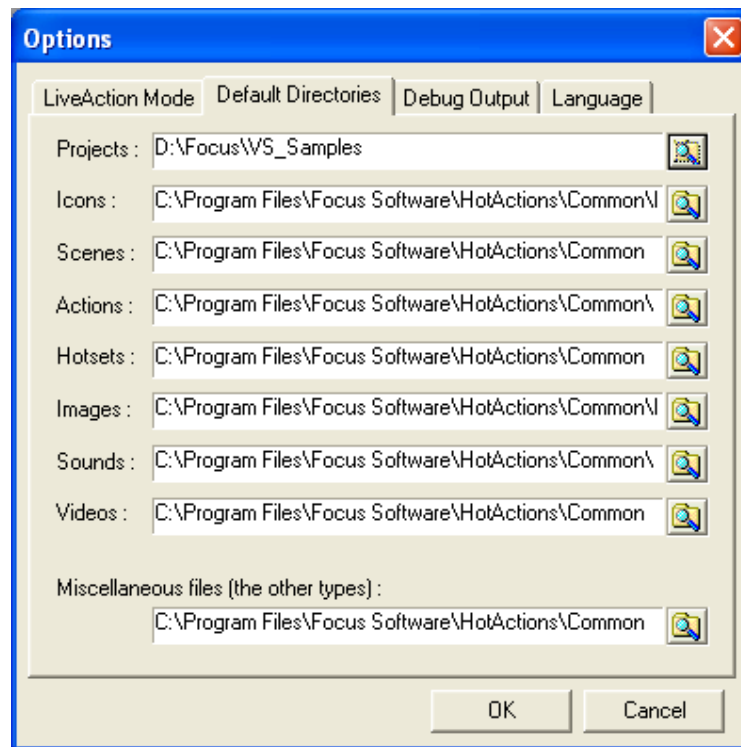 Options
LiveAction Mode Default Directories Debug Output Language
Projects : D:\Focus\VS_Samples
Icons : C:\Program Files\Focus Software\HotActions\Common\I
Scenes : C:\Program Files\Focus Software\HotActions\Common
Actions : C:\Program Files\Focus Software\HotActions\Common\
Hotsets : C:\Program Files\Focus Software\HotActions\Common
Images : C:\Program Files\Focus Software\HotActions\Common\I
Sounds : C:\Program Files\Focus Software\HotActions\Common\
Videos : C:\Program Files\Focus Software\HotActions\Common
Miscellaneous files (the other types) :
C:\Program Files\Focus Software\HotActions\Common
OK Cancel